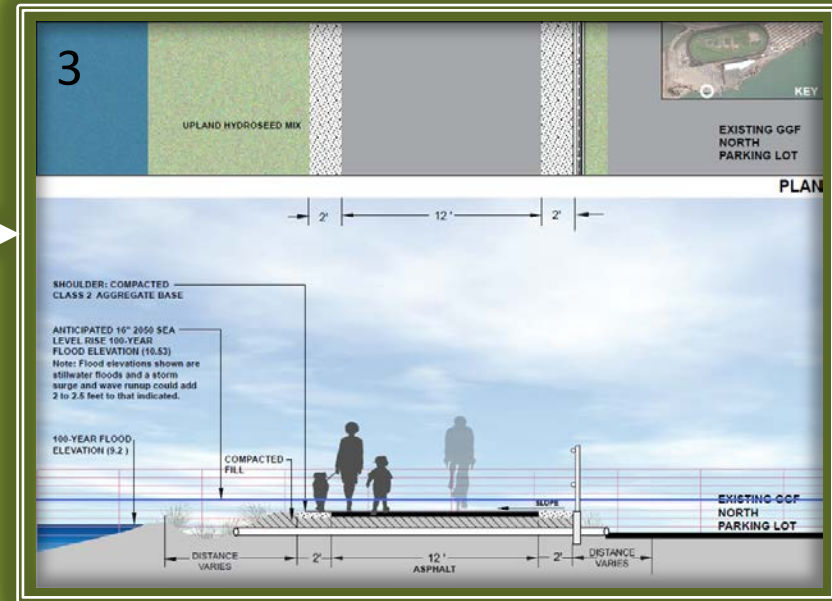 3
UPLAND HYDROSEED MIX
KEY
EXISTING GGF
NORTH
PARKING LOT
PLAN
2'
12 '
2'
SHOULDER: COMPACTED
CLASS 2 AGGREGATE BASE
ANTICIPATED 16" 2050 SEA
LEVEL RISE 100-YEAR
FLOOD ELEVATION (10.53)
Note: Flood elevations shown are
stillwater floods and a storm
surge and wave runup could add
2 to 2.5 feet to that indicated.
100-YEAR FLOOD
ELEVATION (9.2 )
COMPACTED
FILL
SLOPE
EXISTING GGF
NORTH
PARKING LOT
DISTANCE
VARIES
2'
12 '
ASPHALT
2'
DISTANCE
VARIES